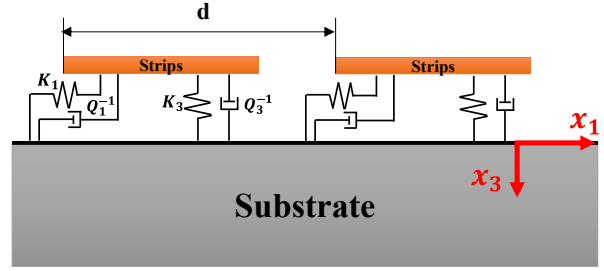 d
Strips Strips
K₁ Q₁⁻¹ K₃ Q₃⁻¹
x₁
x₃
Substrate